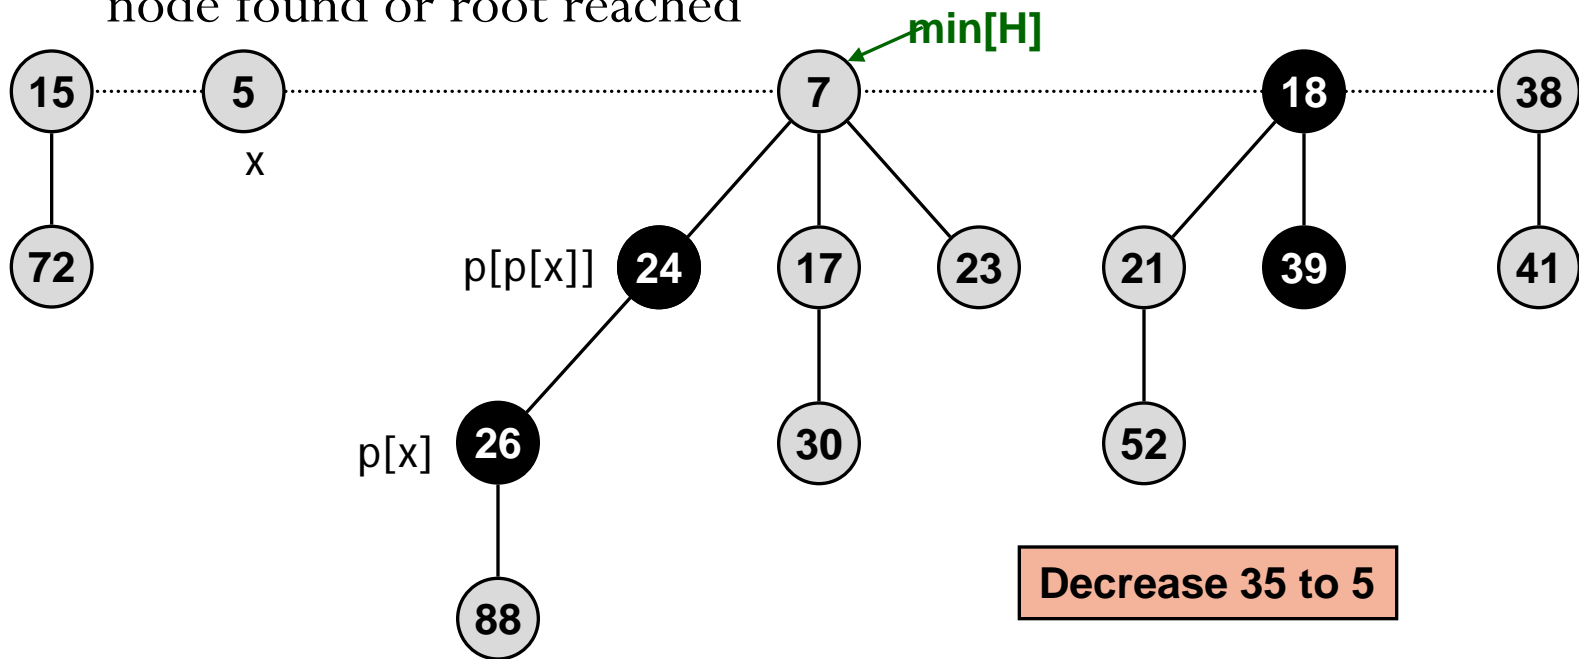 node found or root reached
min[H]
15 5 7 18 38
x
72 p[p[x]] 24 17 23 21 39 41
p[x] 26 30 52
Decrease 35 to 5
88